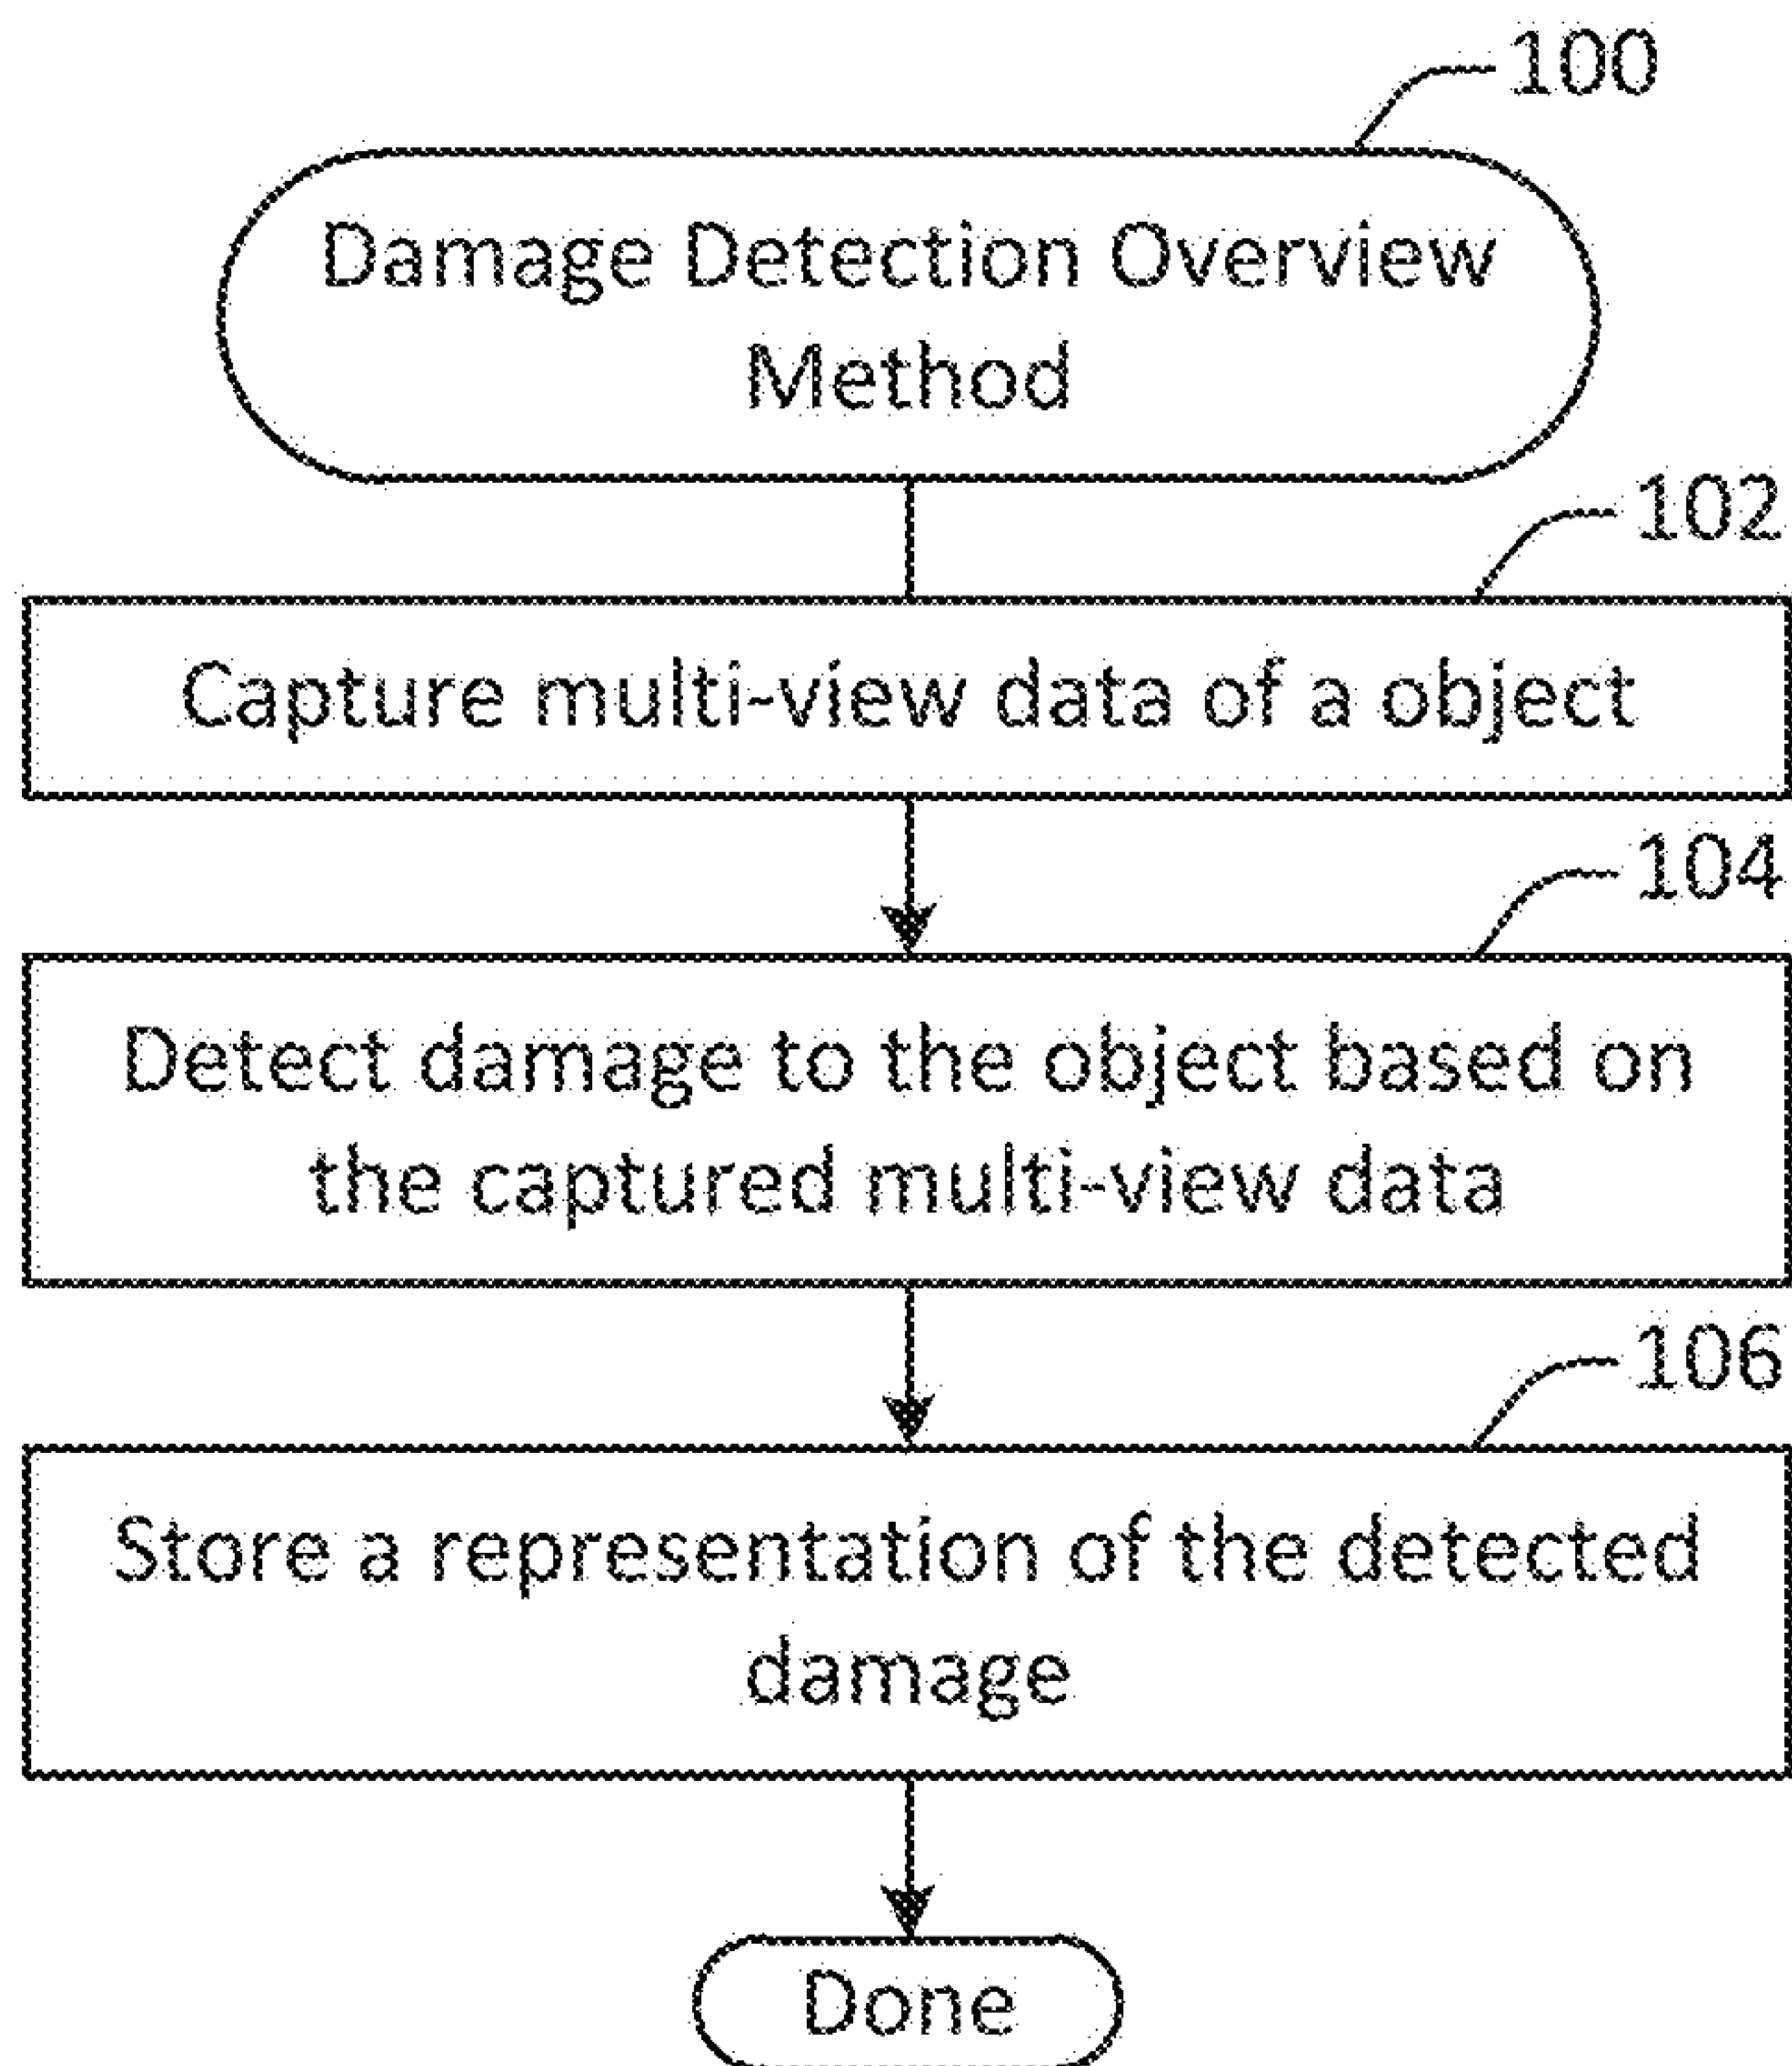 100
Damage Detection Overview
Method
102
Capture multi-view data of a object
104
Detect damage to the object based on
the captured multi-view data
106
Store a representation of the detected
damage
Done